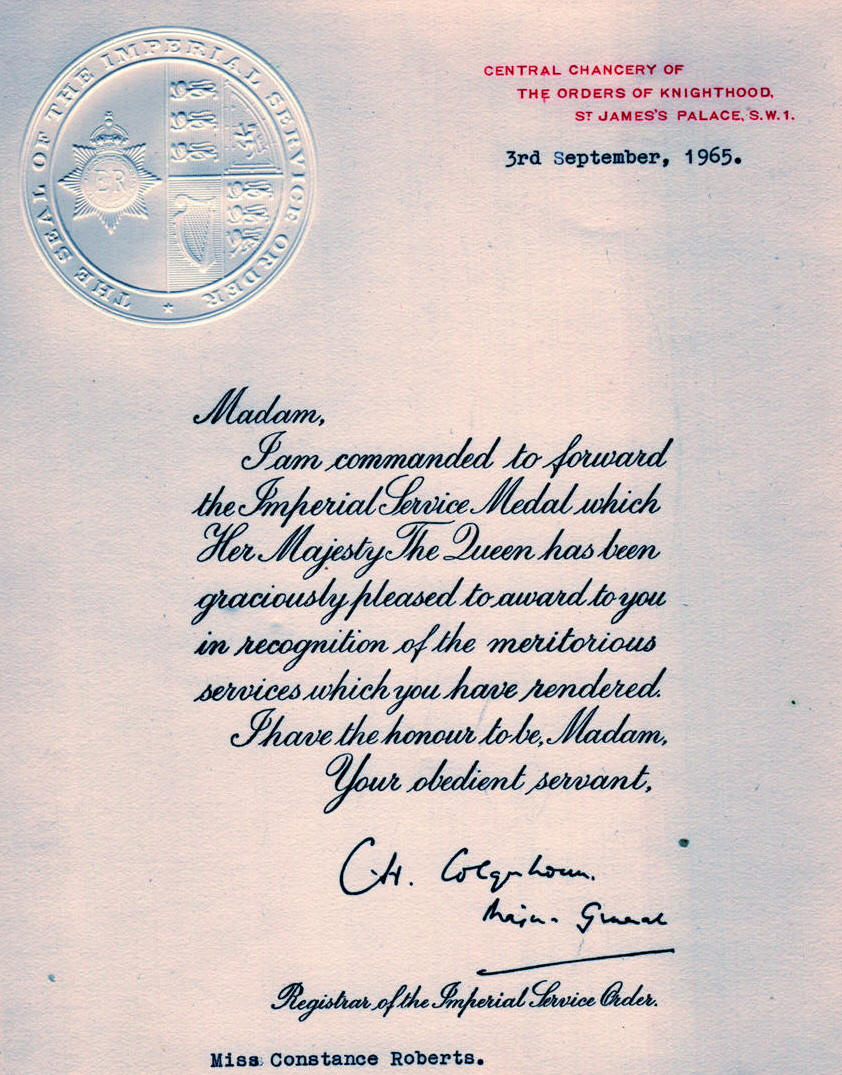 THE SEAL OF THE IMPERIAL SERVICE ORDER
EIIR
CENTRAL CHANCERY OF
THE ORDERS OF KNIGHTHOOD,
ST JAMES'S PALACE, S.W.1.
3rd September, 1965.
Madam,
I am commanded to forward
the Imperial Service Medal which
Her Majesty The Queen has been
graciously pleased to award to you
in recognition of the meritorious
services which you have rendered.
I have the honour to be, Madam,
Your obedient servant,
C.H. Colquhoun.
Major-General
Registrar of the Imperial Service Order.
Miss Constance Roberts.